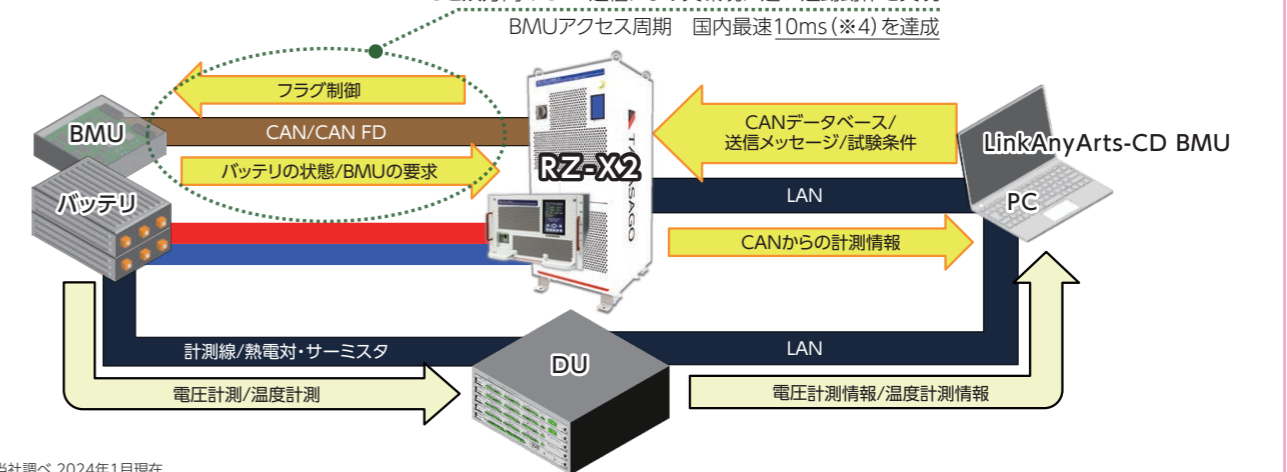 BMUアクセス周期 国内最速10ms(※4)を達成
フラグ制御
BMU
CAN/CAN FD
バッテリの状態/BMUの要求
バッテリ
RZ-X2
TAKASAGO
CANデータベース/
送信メッセージ/試験条件
LinkAnyArts-CD BMU
PC
LAN
CANからの計測情報
計測線/熱電対・サーミスタ
DU
LAN
電圧計測/温度計測
電圧計測情報/温度計測情報
当社調べ 2024年1月現在